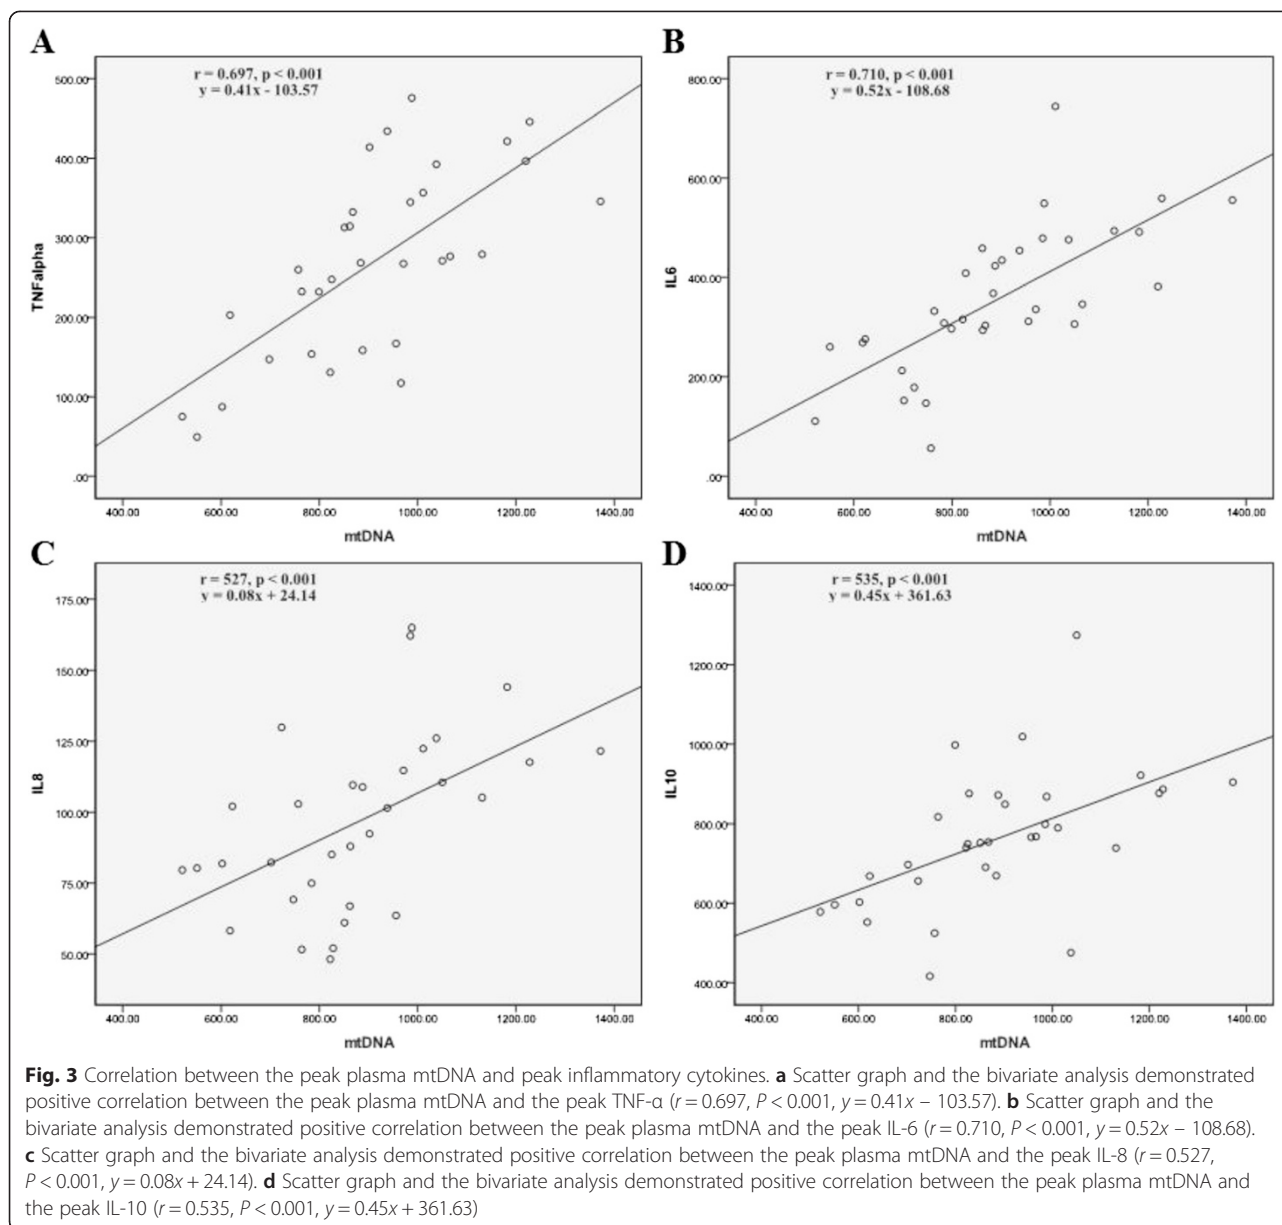 A
r = 0.697, p < 0.001
y = 0.41x - 103.57
500.00
400.00
300.00
200.00
100.00
.00
TNFalpha
400.00 600.00 800.00 1000.00 1200.00 1400.00
mtDNA
B
r = 0.710, p < 0.001
y = 0.52x - 108.68
800.00
600.00
400.00
200.00
.00
IL6
400.00 600.00 800.00 1000.00 1200.00 1400.00
mtDNA
C
r = 527, p < 0.001
y = 0.08x + 24.14
175.00
150.00
125.00
100.00
75.00
50.00
IL8
400.00 600.00 800.00 1000.00 1200.00 1400.00
mtDNA
D
r = 535, p < 0.001
y = 0.45x + 361.63
1400.00
1200.00
1000.00
800.00
600.00
400.00
IL10
400.00 600.00 800.00 1000.00 1200.00 1400.00
mtDNA
Fig. 3 Correlation between the peak plasma mtDNA and peak inflammatory cytokines. a Scatter graph and the bivariate analysis demonstrated
positive correlation between the peak plasma mtDNA and the peak TNF-α (r = 0.697, P < 0.001, y = 0.41x – 103.57). b Scatter graph and the
bivariate analysis demonstrated positive correlation between the peak plasma mtDNA and the peak IL-6 (r = 0.710, P < 0.001, y = 0.52x – 108.68).
c Scatter graph and the bivariate analysis demonstrated positive correlation between the peak plasma mtDNA and the peak IL-8 (r = 0.527,
P < 0.001, y = 0.08x + 24.14). d Scatter graph and the bivariate analysis demonstrated positive correlation between the peak plasma mtDNA and
the peak IL-10 (r = 0.535, P < 0.001, y = 0.45x + 361.63)